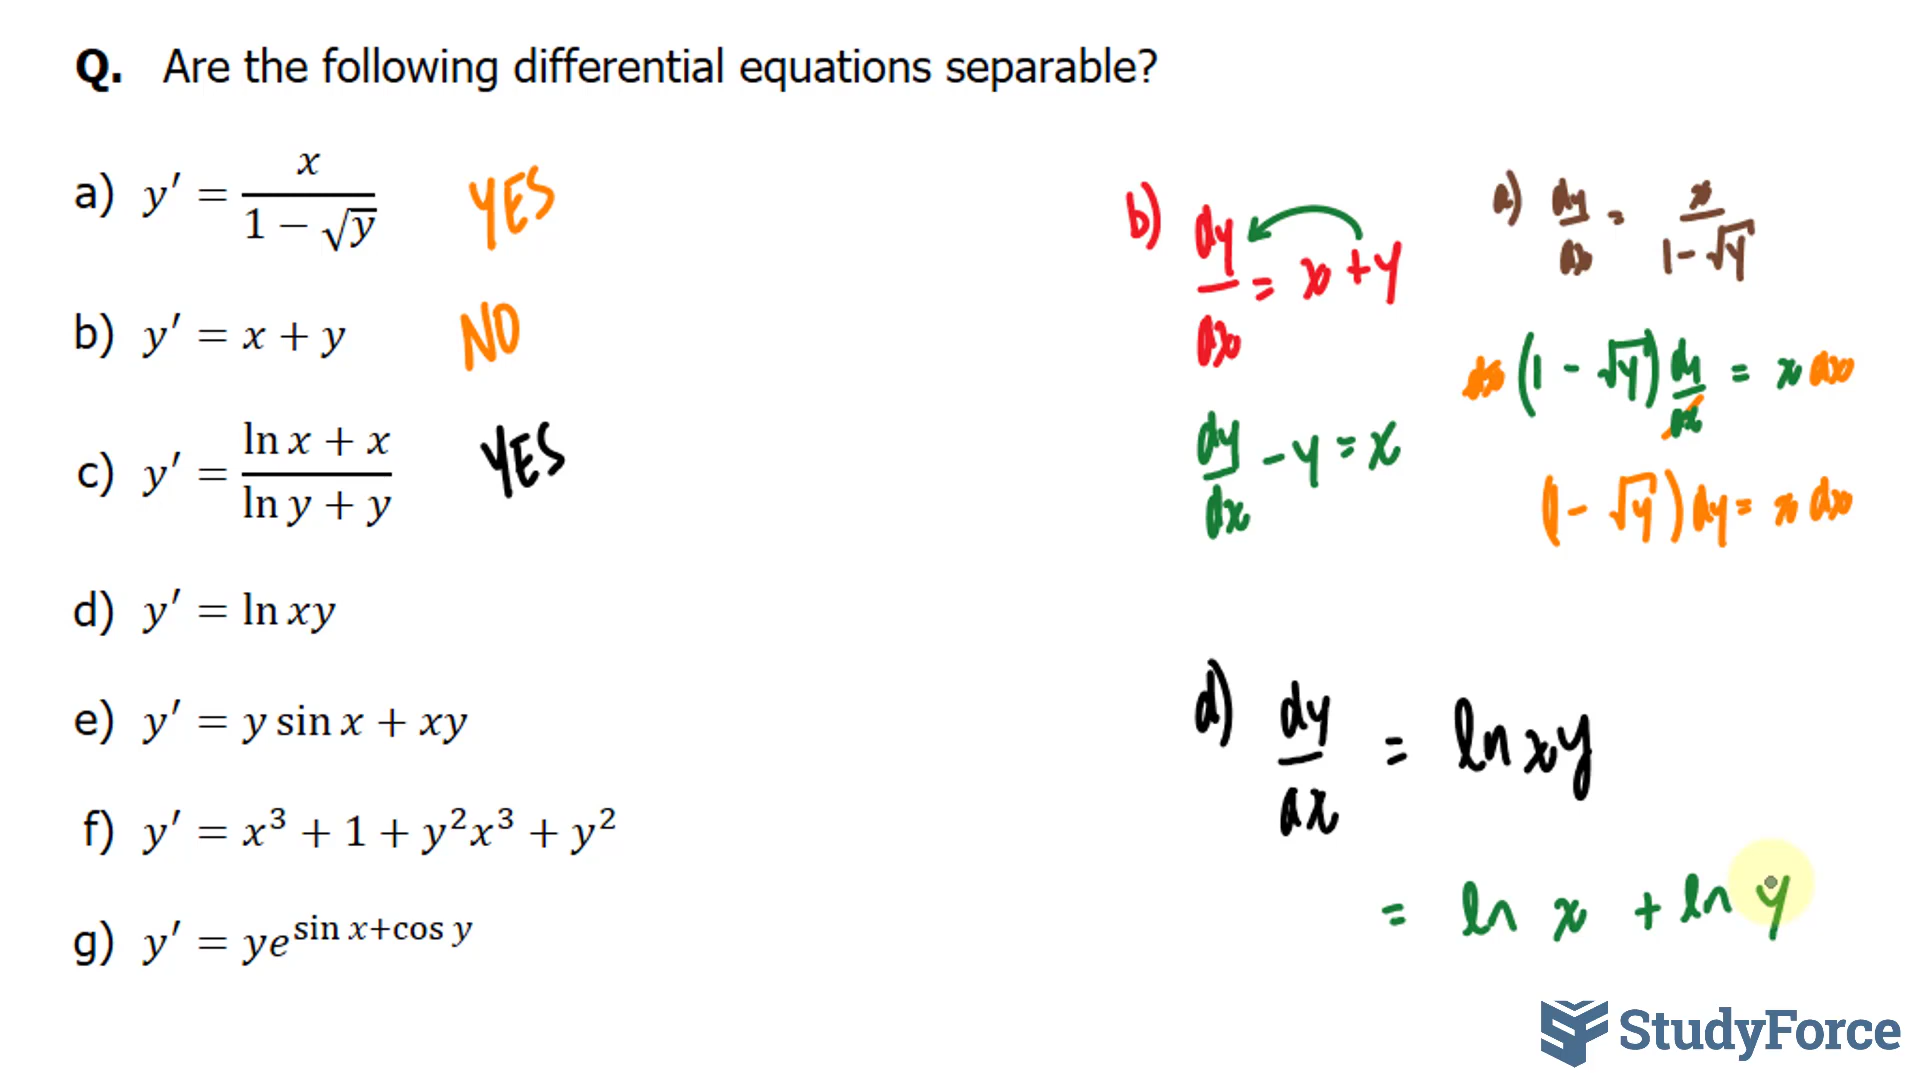 Q. Are the following differential equations separable?
a) y′ = x / (1 − √y) YES
b) y′ = x + y NO
c) y′ = (ln x + x) / (ln y + y) YES
d) y′ = ln xy
e) y′ = y sin x + xy
f) y′ = x³ + 1 + y²x³ + y²
g) y′ = ye^(sin x+cos y)
b) dy/dx = x + y
dy/dx − y = x
a) dy/dx = x / (1 − √y)
dx (1 − √y) dy/dx = x dx
(1 − √y) dy = x dx
d) dy/dx = ln xy
= ln x + ln y
StudyForce